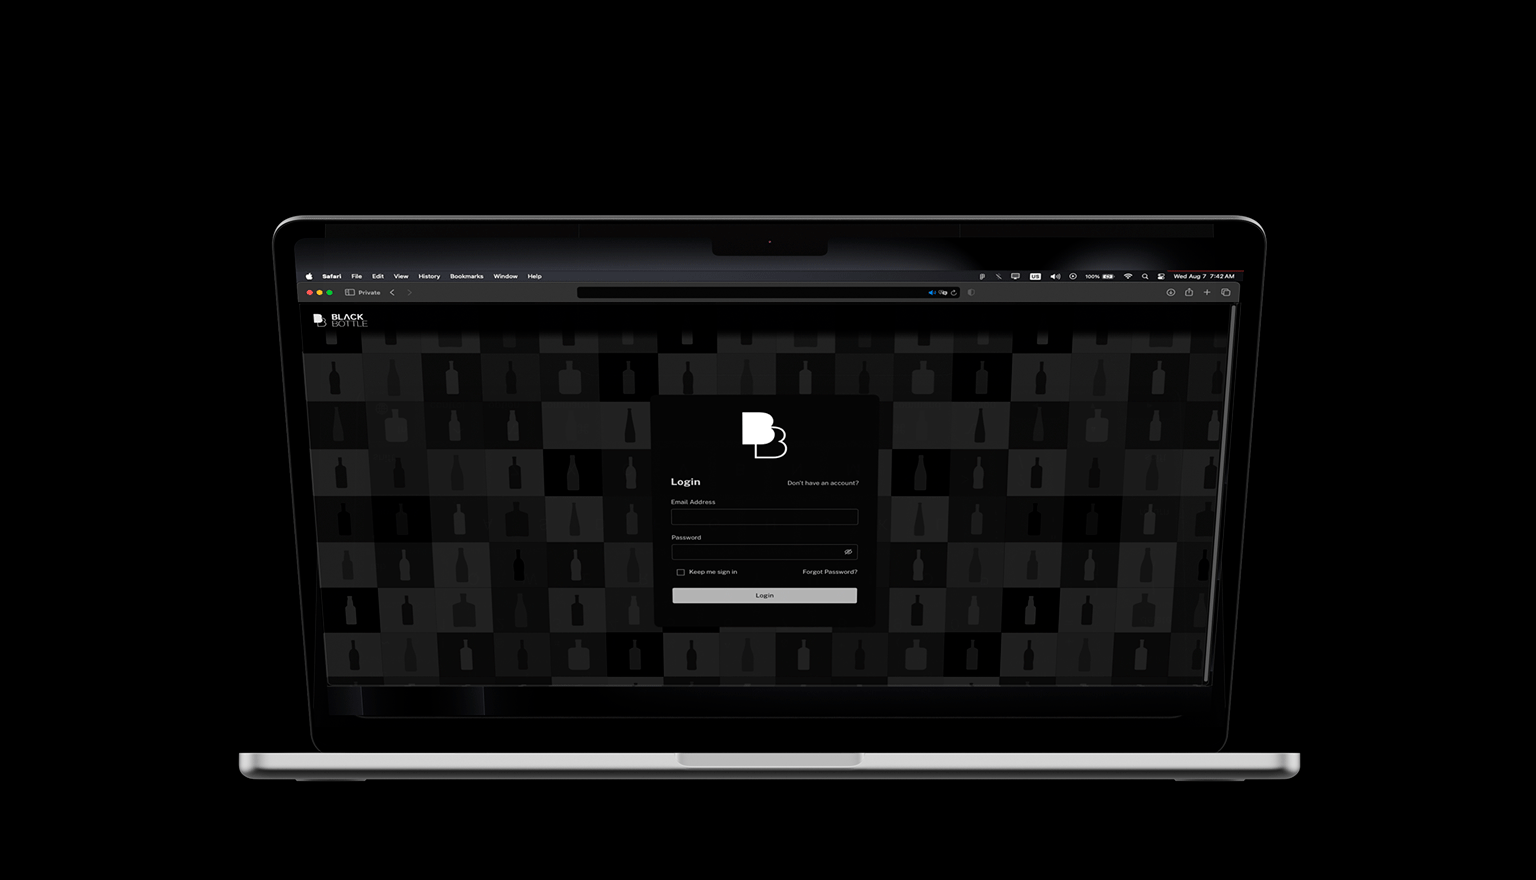 Safari File Edit View History Bookmarks Window Help US 100% Wed Aug 7 7:42 AM
Private
BLACK
BOTTLE
B
B
Login Don't have an account?
Email Address
Password
Keep me sign in Forgot Password?
Login